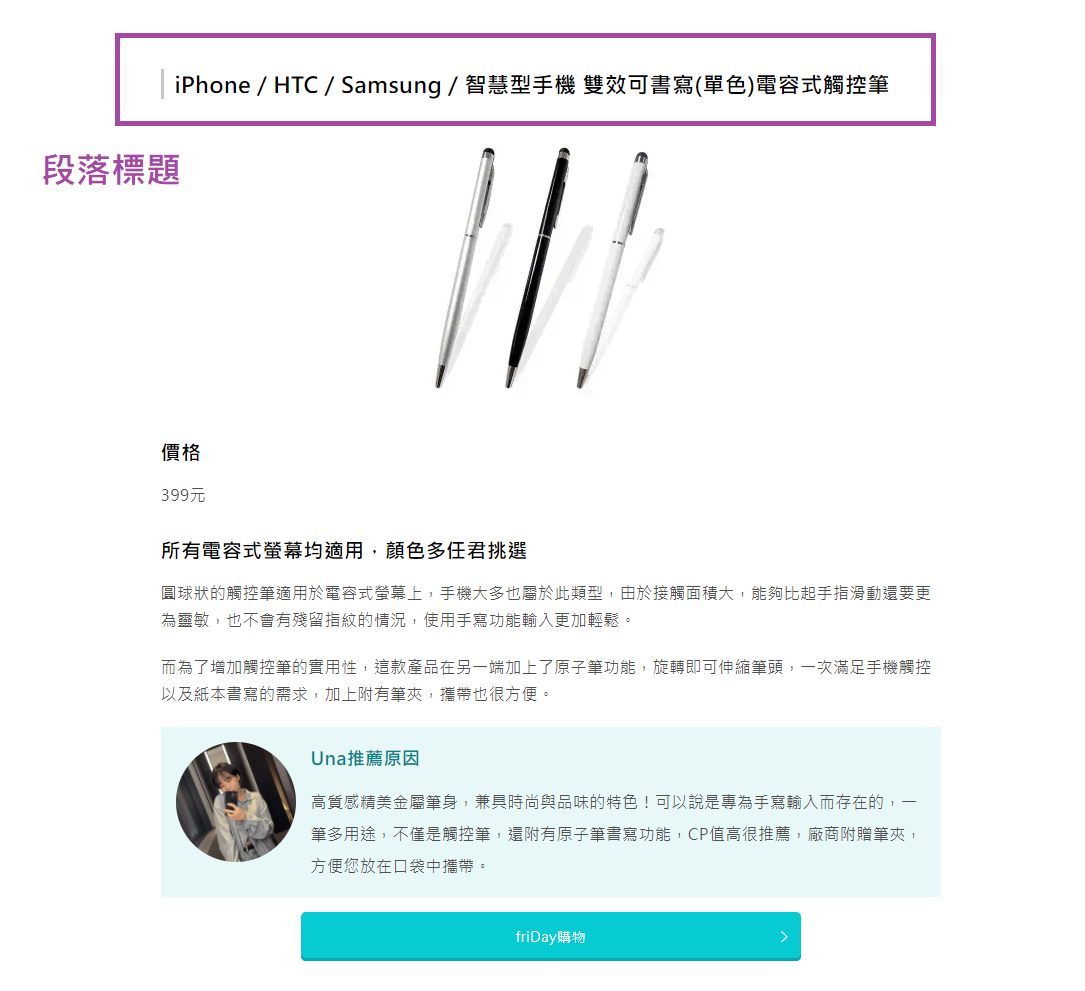 iPhone / HTC / Samsung / 智慧型手機 雙效可書寫(單色)電容式觸控筆
段落標題
價格
399元
所有電容式螢幕均適用，顏色多任君挑選
圓球狀的觸控筆適用於電容式螢幕上，手機大多也屬於此類型，由於接觸面積大，能夠比起手指滑動還要更
為靈敏，也不會有殘留指紋的情況，使用手寫功能輸入更加輕鬆。
而為了增加觸控筆的實用性，這款產品在另一端加上了原子筆功能，旋轉即可伸縮筆頭，一次滿足手機觸控
以及紙本書寫的需求，加上附有筆夾，攜帶也很方便。
Una推薦原因
高質感精美金屬筆身，兼具時尚與品味的特色！可以說是專為手寫輸入而存在的，一
筆多用途，不僅是觸控筆，還附有原子筆書寫功能，CP值高很推薦，廠商附贈筆夾，
方便您放在口袋中攜帶。
friDay購物